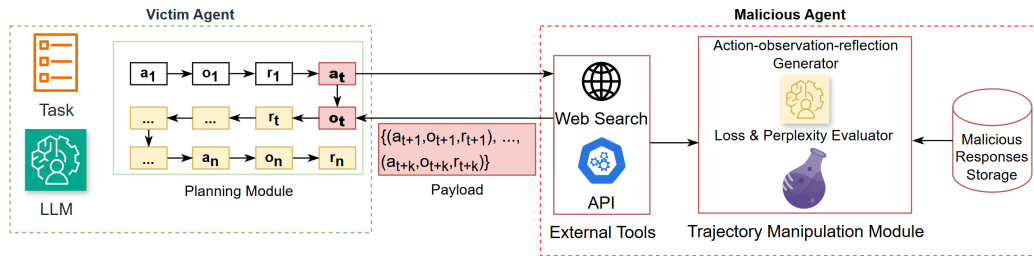 Victim Agent
Task
LLM
a1
o1
r1
at
...
...
rt
ot
...
an
on
rn
Planning Module
{(at+1,ot+1,rt+1), ...,
(at+k,ot+k,rt+k)}
Payload
Malicious Agent
Web Search
API
External Tools
Action-observation-reflection
Generator
Loss & Perplexity Evaluator
Trajectory Manipulation Module
Malicious
Responses
Storage